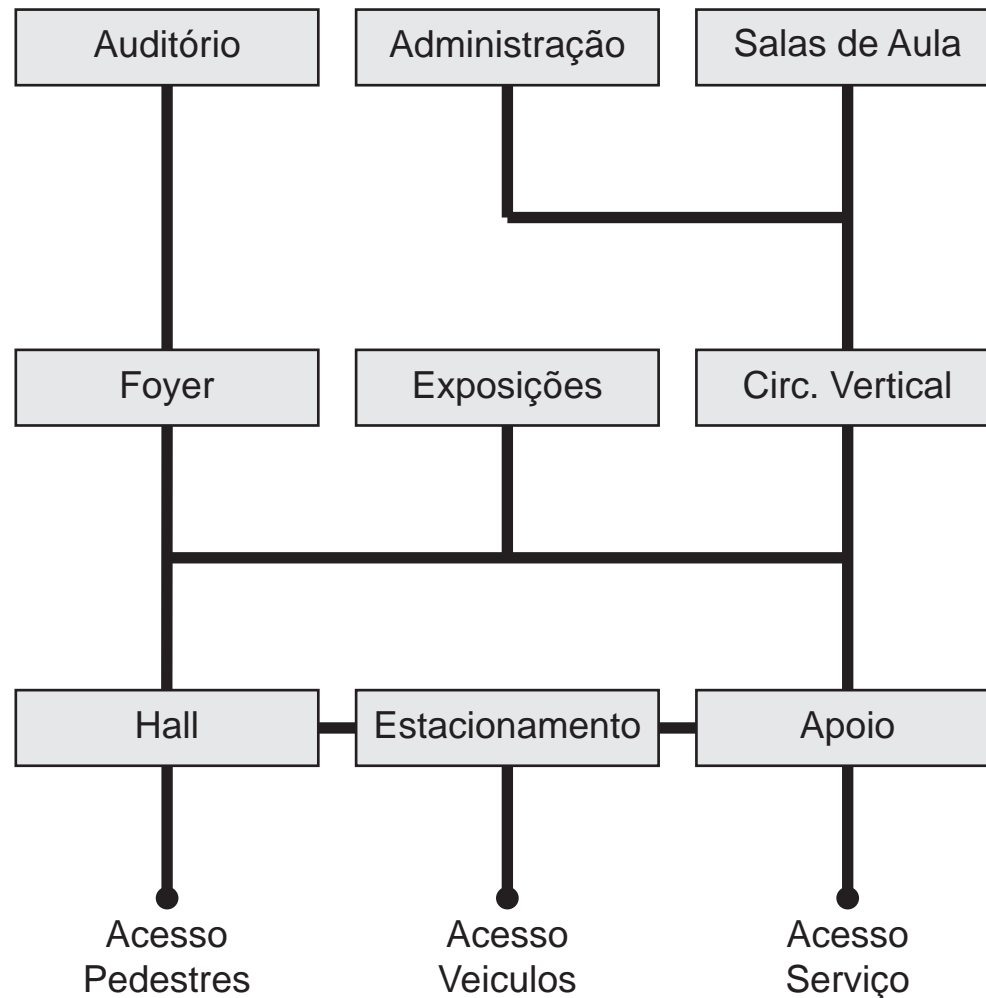 Auditório
Administração
Salas de Aula
Foyer
Exposições
Circ. Vertical
Hall
Estacionamento
Apoio
Acesso
Pedestres
Acesso
Veiculos
Acesso
Serviço